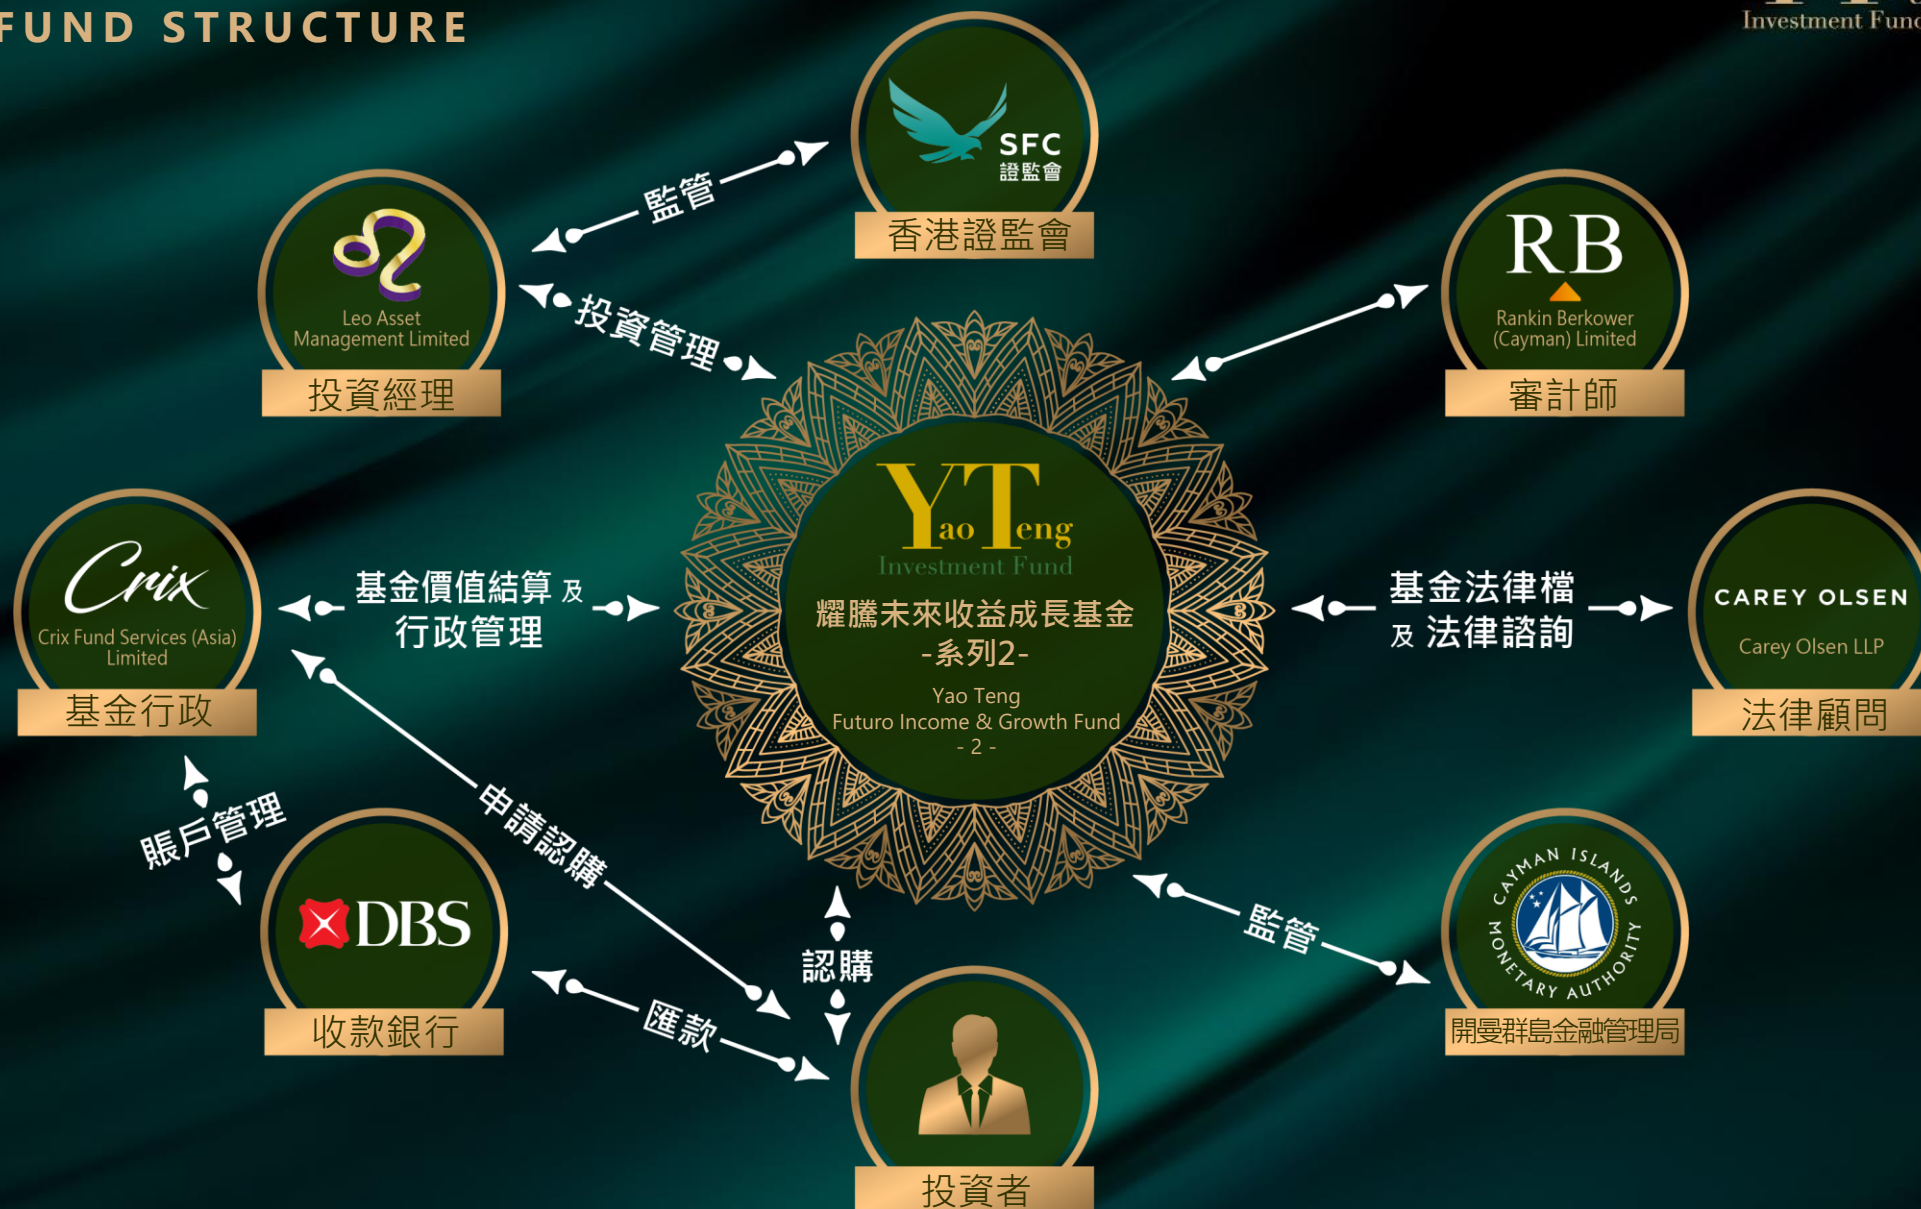 FUND STRUCTURE
Investment Fund
SFC
證監會
香港證監會
監管
Leo Asset
Management Limited
投資經理
投資管理
RB
Rankin Berkower
(Cayman) Limited
審計師
Crix
Crix Fund Services (Asia)
Limited
基金行政
基金價值結算 及
行政管理
Yao Teng
Investment Fund
耀騰未來收益成長基金
-系列2-
Yao Teng
Futuro Income & Growth Fund
- 2 -
基金法律檔
及 法律諮詢
CAREY OLSEN
Carey Olsen LLP
法律顧問
賬戶管理
申請認購
DBS
收款銀行
匯款
認購
監管
CAYMAN ISLANDS
MONETARY AUTHORITY
開曼群島金融管理局
投資者